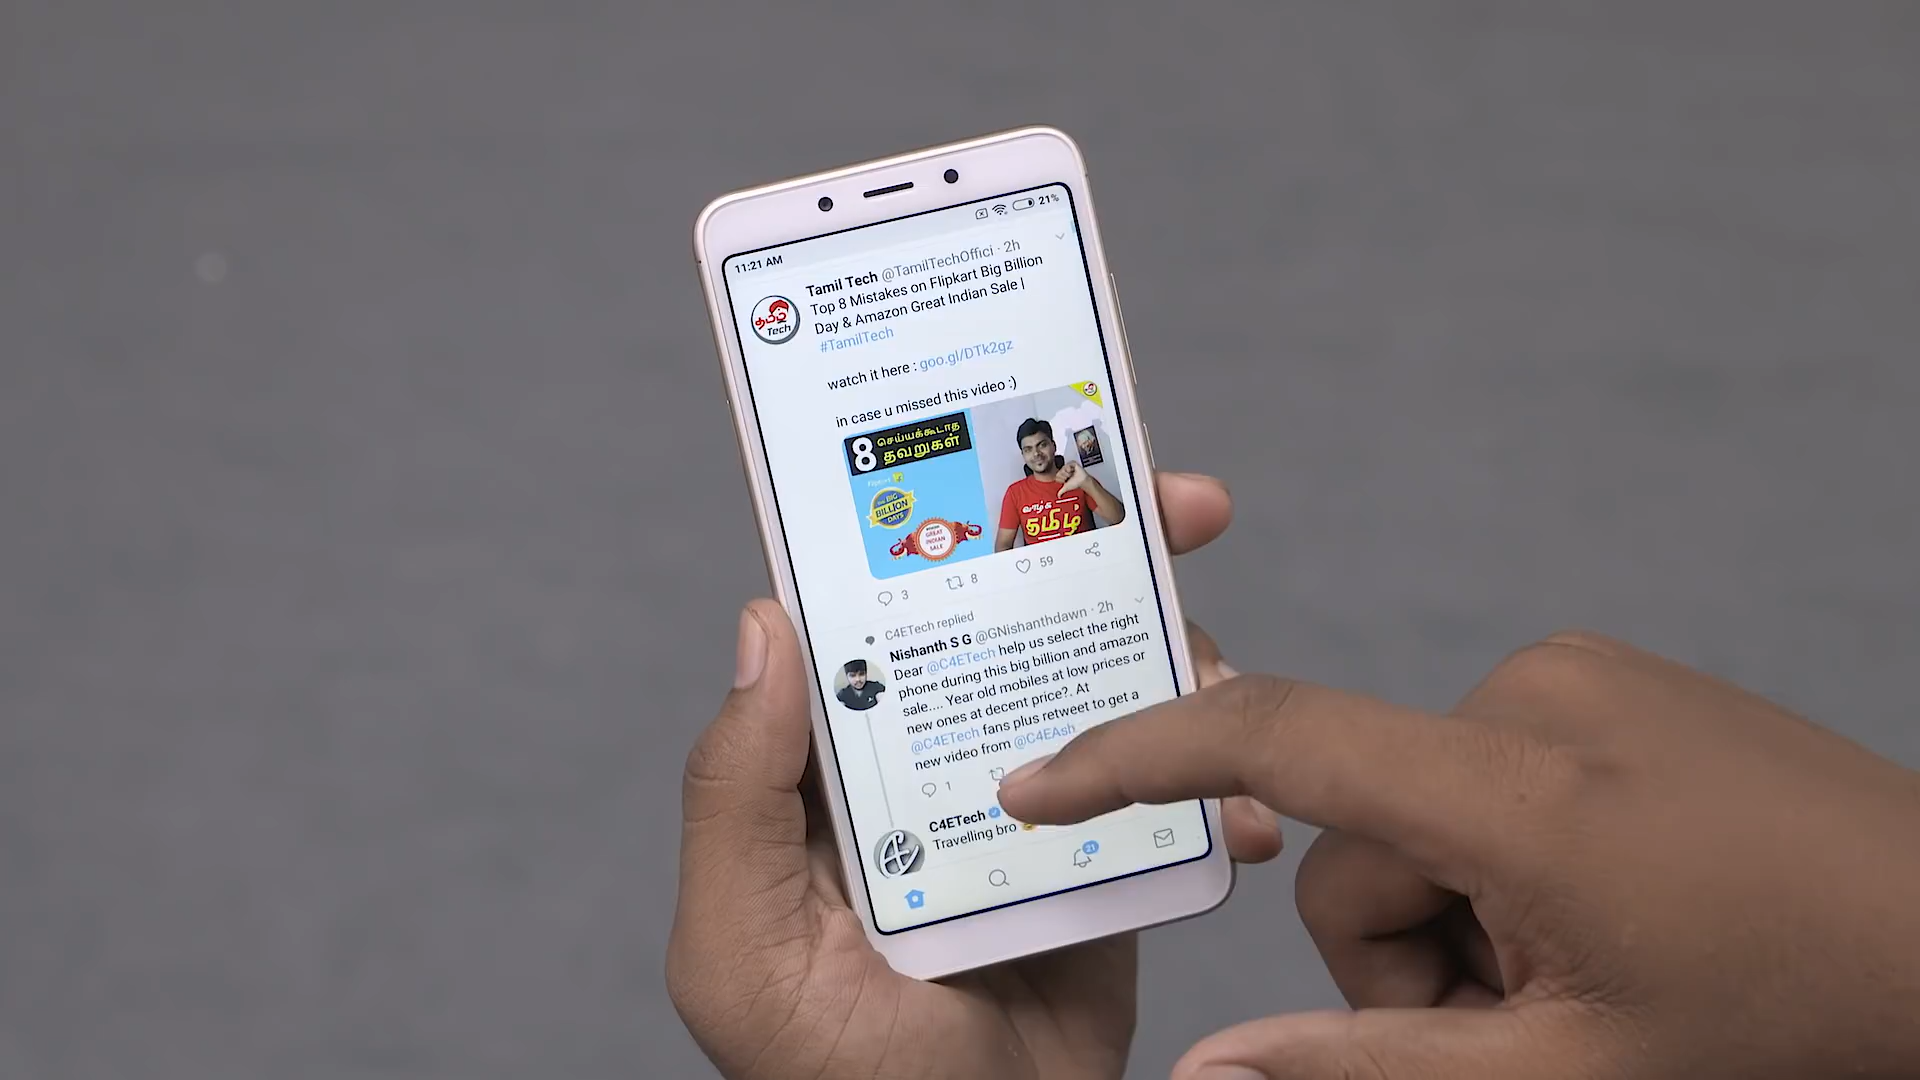 11:21 AM
21%
Tamil Tech @TamilTechOffici · 2h
Top 8 Mistakes on Flipkart Big Billion
Day & Amazon Great Indian Sale |
#TamilTech
watch it here : goo.gl/DTk2gz
in case u missed this video :)
தமிழ்
Tech
8 செய்யக்கூடாத
தவறுகள்
Flipkart
THE BIG
BILLION
DAYS
GREAT
INDIAN
SALE
வாழ்க
தமிழ்
3
8
59
C4ETech replied
Nishanth S G @GNishanthdawn · 2h
Dear @C4ETech help us select the right
phone during this big billion and amazon
sale.... Year old mobiles at low prices or
new ones at decent price?. At
@C4ETech fans plus retweet to get a
new video from @C4EAsh
1
C4ETech
Travelling bro
21